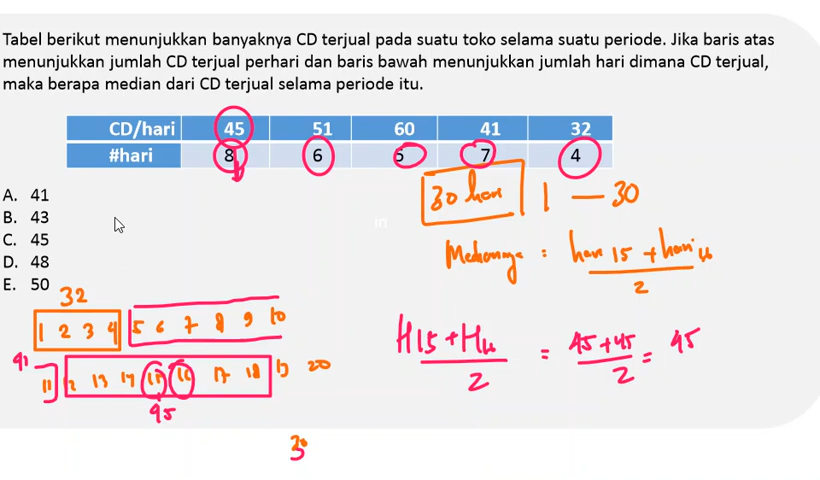 Tabel berikut menunjukkan banyaknya CD terjual pada suatu toko selama suatu periode. Jika baris atas
menunjukkan jumlah CD terjual perhari dan baris bawah menunjukkan jumlah hari dimana CD terjual,
maka berapa median dari CD terjual selama periode itu.
CD/hari 45 51 60 41 32
#hari 8 6 5 7 4
A. 41
B. 43
C. 45
D. 48
E. 50
30 hari 1 — 30
Mediannya = hari 15 + hari 16
2
32
1 2 3 4 5 6 7 8 9 10
41
11 12 13 14 15 16 17 18 19 20
45
H15 + H16 = 45 + 45 = 45
2 2
30